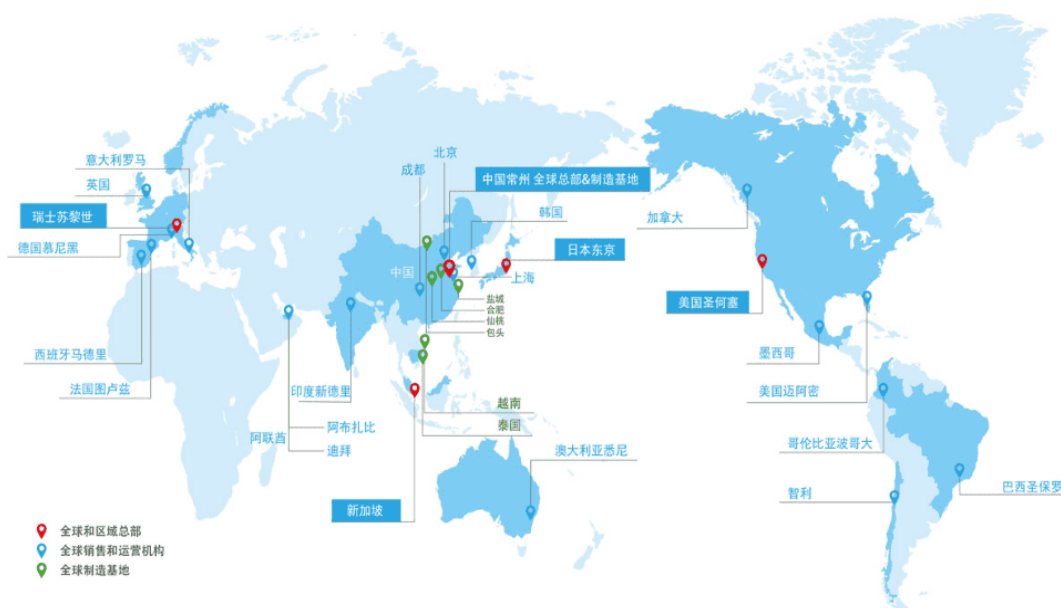 意大利罗马
英国
瑞士苏黎世
德国慕尼黑
西班牙马德里
法国图卢兹
北京
成都
中国常州 全球总部&制造基地
韩国
日本东京
中国
上海
盐城
合肥
仙桃
包头
印度新德里
越南
泰国
阿联酋
阿布扎比
迪拜
新加坡
澳大利亚悉尼
加拿大
美国圣何塞
墨西哥
美国迈阿密
哥伦比亚波哥大
智利
巴西圣保罗
全球和区域总部
全球销售和运营机构
全球制造基地